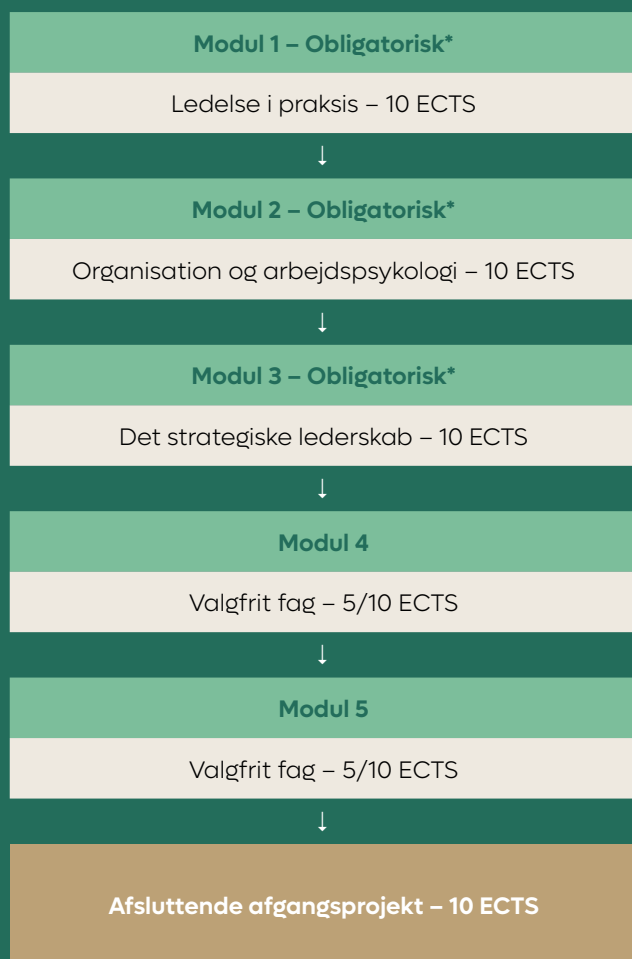 Modul 1 – Obligatorisk*
Ledelse i praksis – 10 ECTS
↓
Modul 2 – Obligatorisk*
Organisation og arbejdspsykologi – 10 ECTS
↓
Modul 3 – Obligatorisk*
Det strategiske lederskab – 10 ECTS
↓
Modul 4
Valgfrit fag – 5/10 ECTS
↓
Modul 5
Valgfrit fag – 5/10 ECTS
↓
Afsluttende afgangsprojekt – 10 ECTS